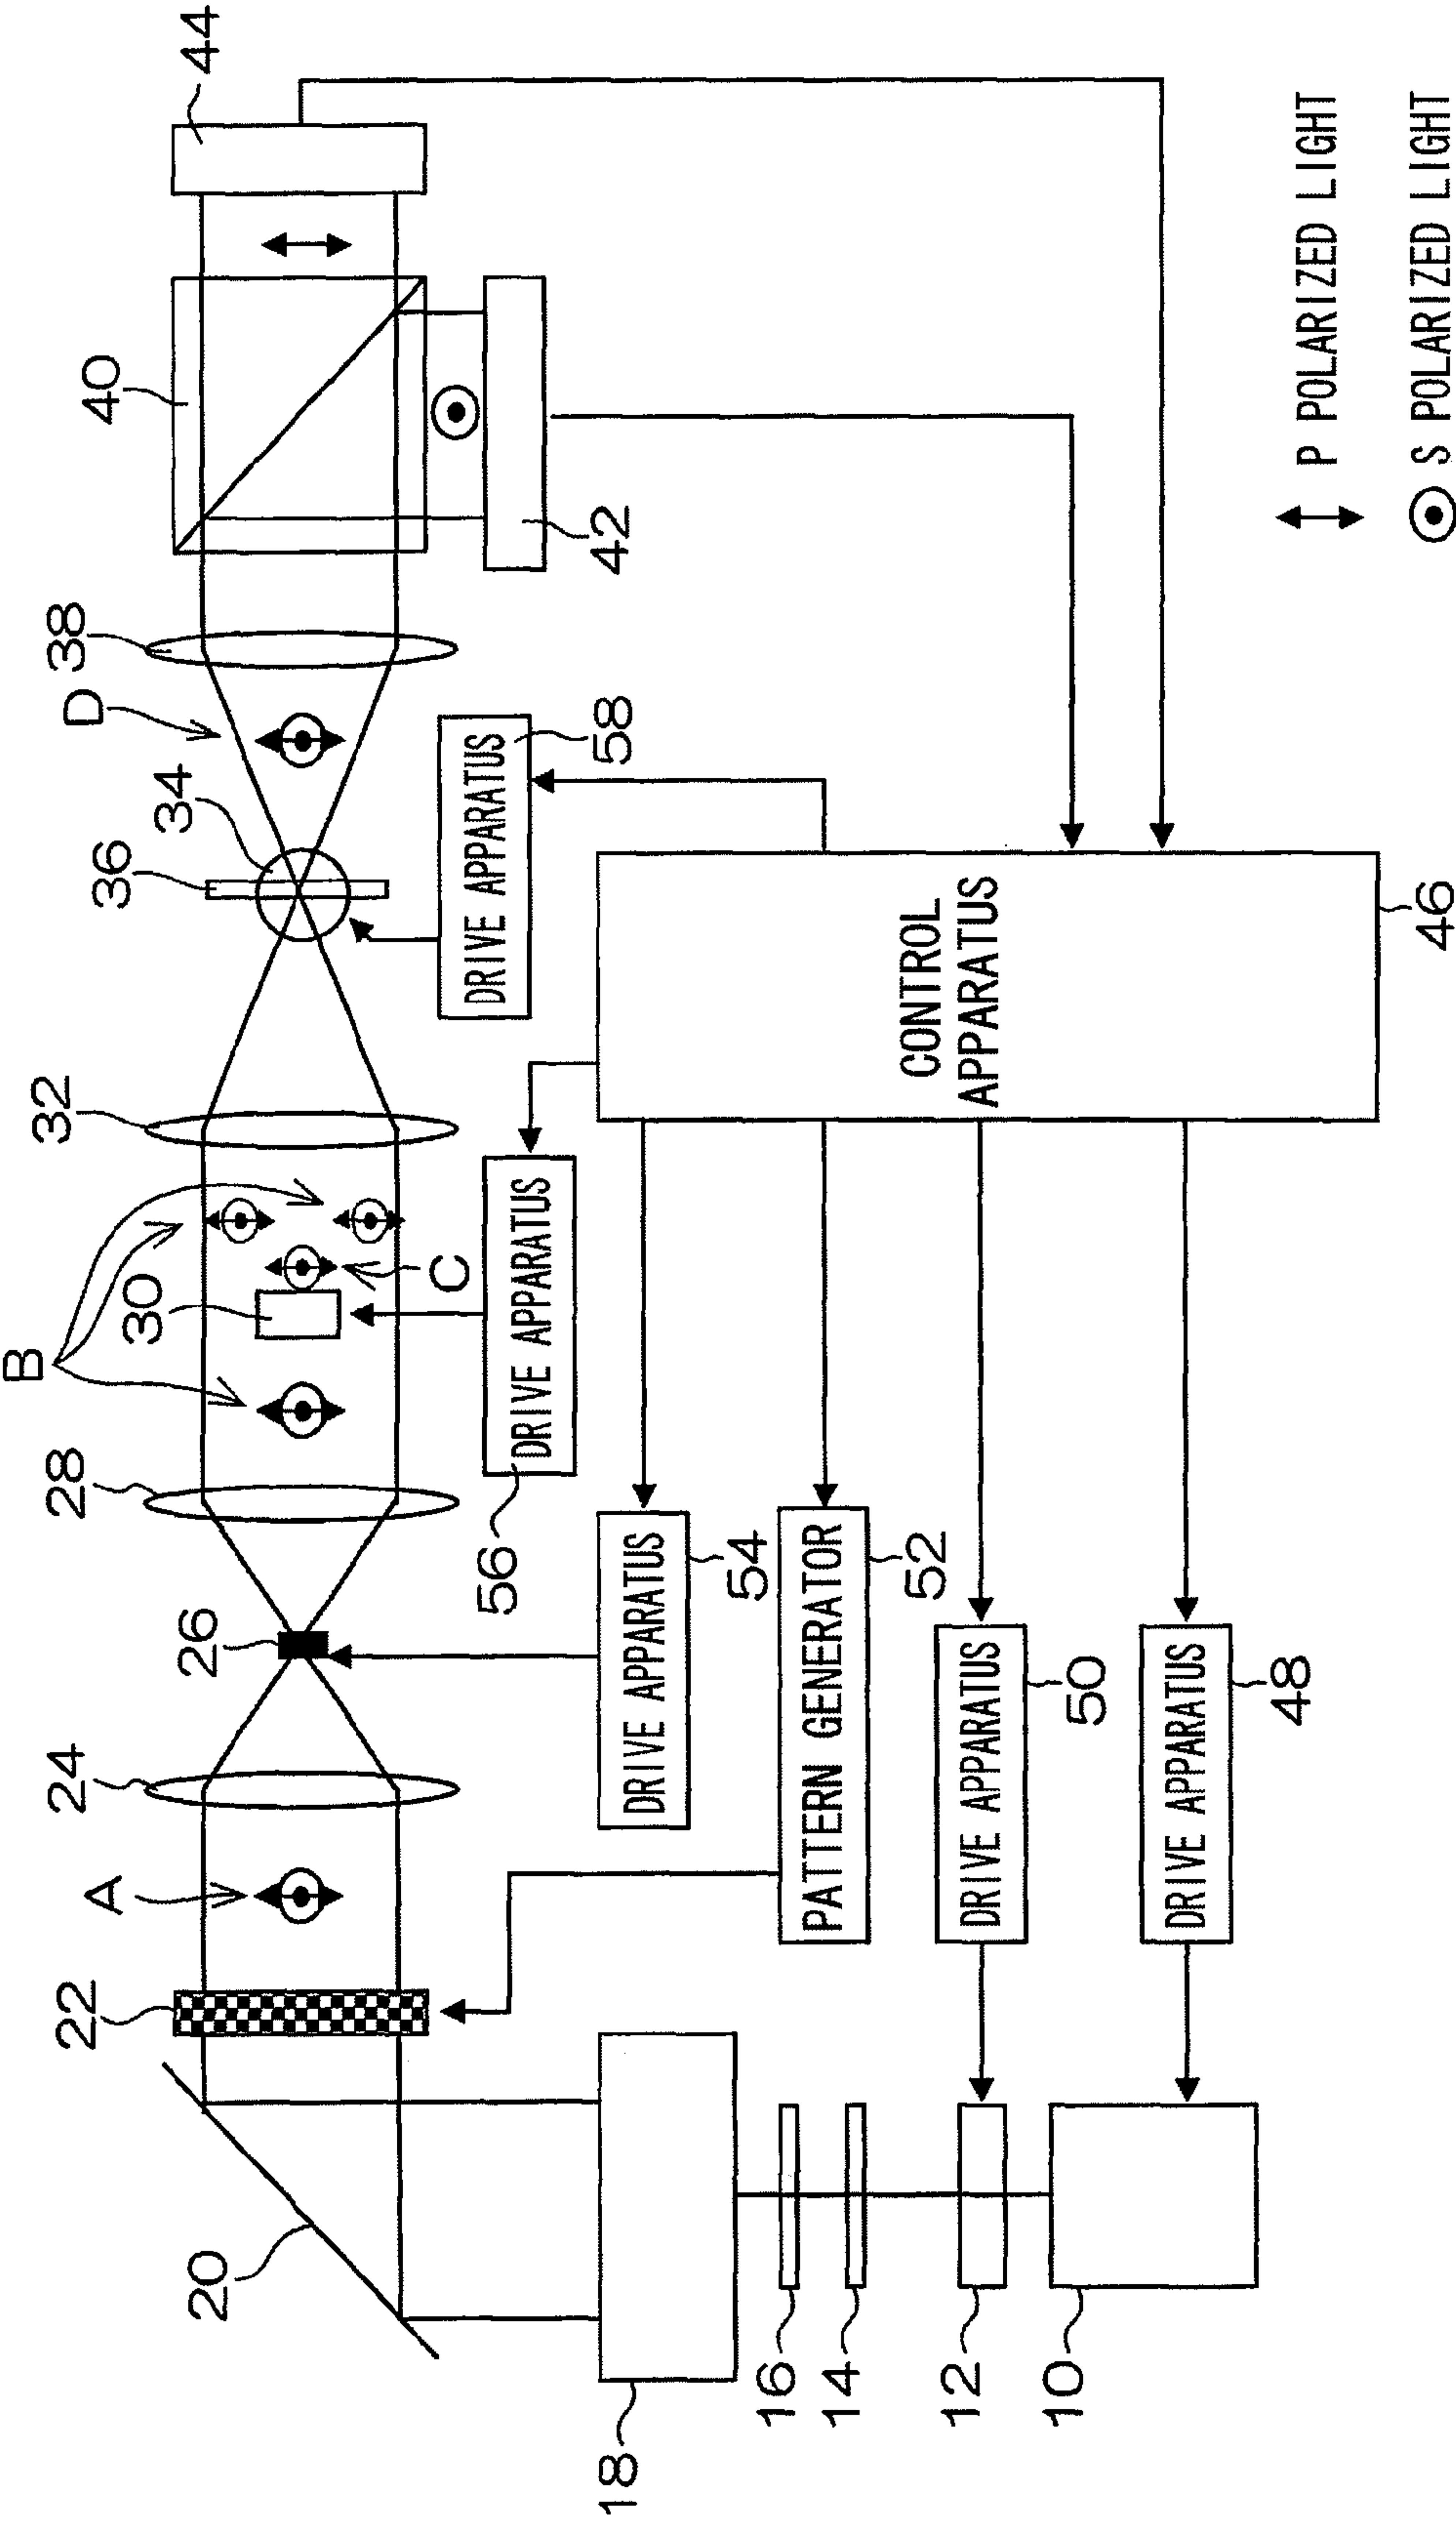 44
40
42
38
D
34
36
58
DRIVE APPARATUS
32
B
30
C
DRIVE APPARATUS
56
28
26
24
A
22
20
18
16
14
12
10
CONTROL
APPARATUS
46
DRIVE APPARATUS
54
PATTERN GENERATOR
52
DRIVE APPARATUS
50
DRIVE APPARATUS
48
P POLARIZED LIGHT
S POLARIZED LIGHT